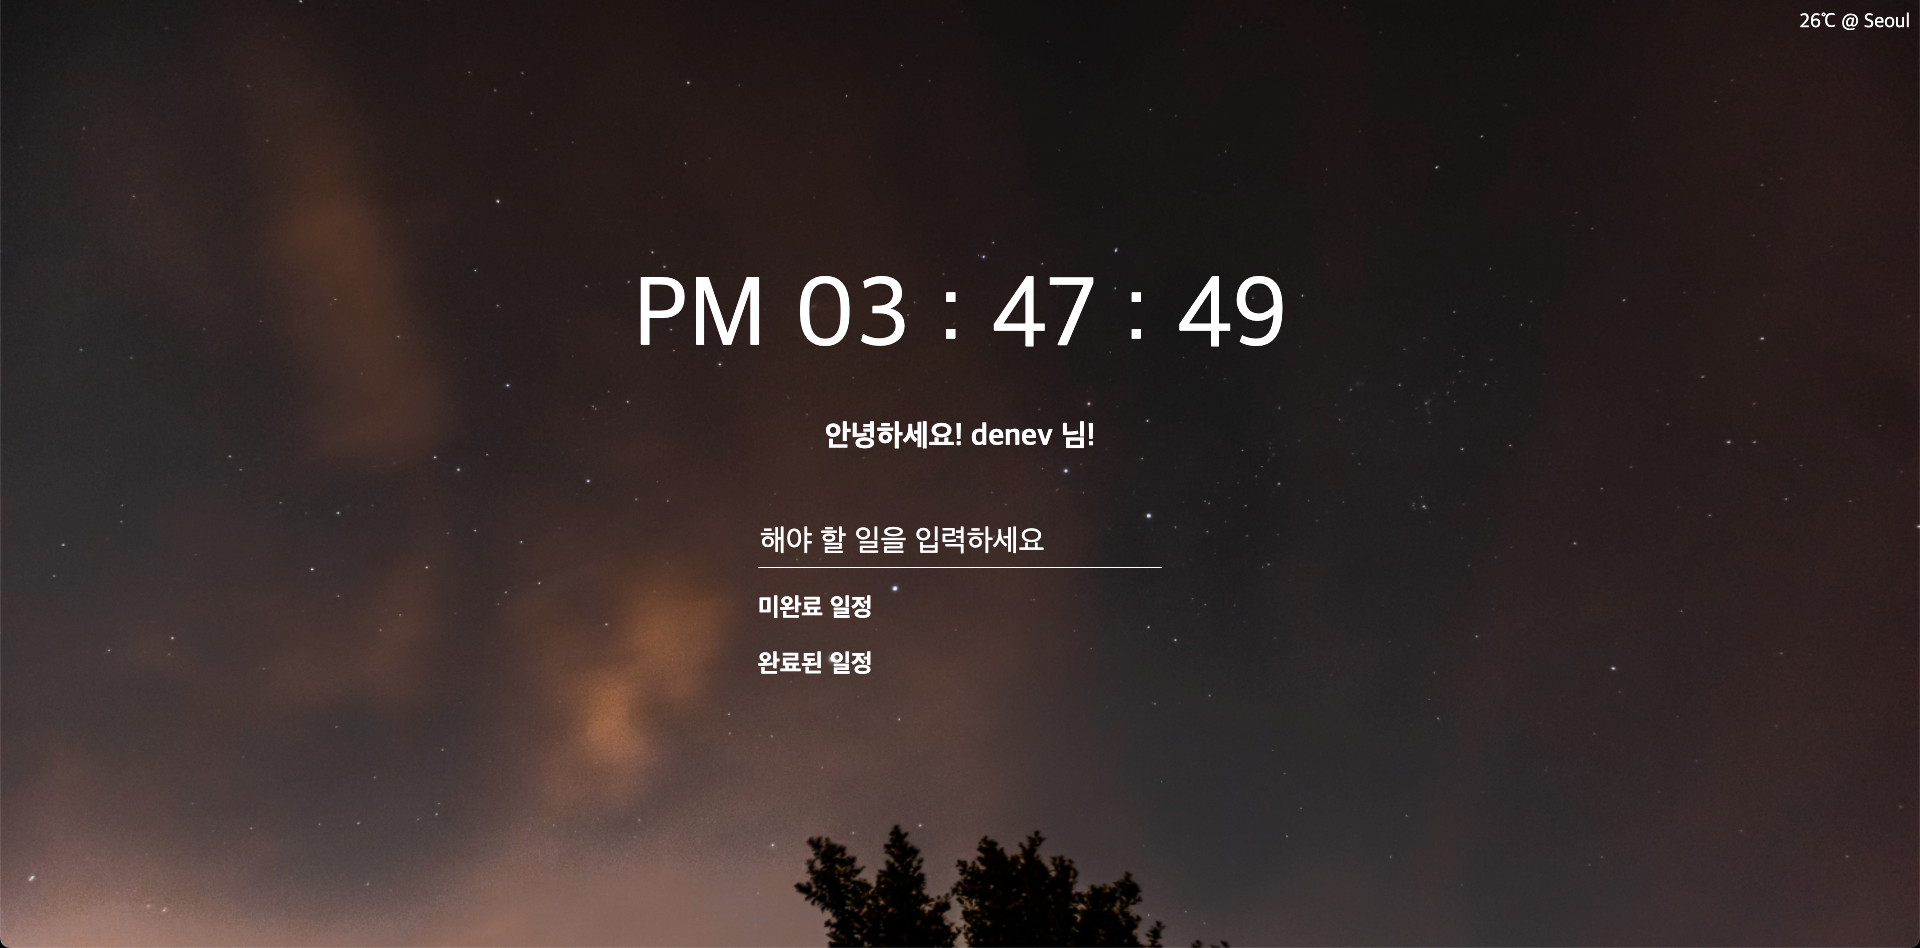 26℃ @ Seoul
PM 03 : 47 : 49
안녕하세요! denev 님!
해야 할 일을 입력하세요
미완료 일정
완료된 일정